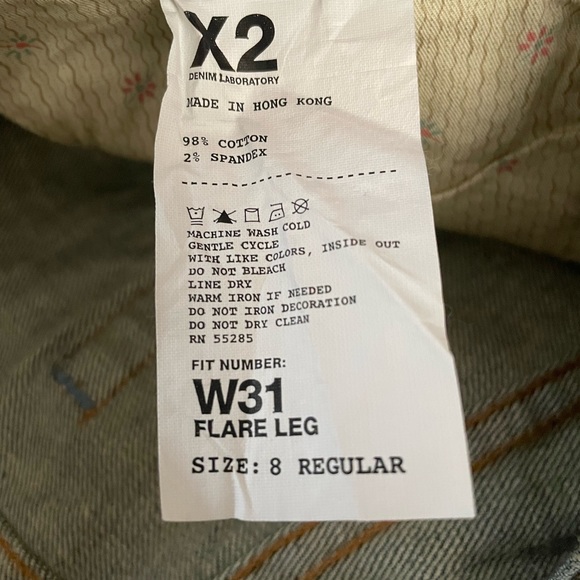 X2
DENIM LABORATORY
MADE IN HONG KONG
98% COTTON
2% SPANDEX
MACHINE WASH COLD
GENTLE CYCLE
WITH LIKE COLORS, INSIDE OUT
DO NOT BLEACH
LINE DRY
WARM IRON IF NEEDED
DO NOT IRON DECORATION
DO NOT DRY CLEAN
RN 55285
FIT NUMBER:
W31
FLARE LEG
SIZE: 8 REGULAR